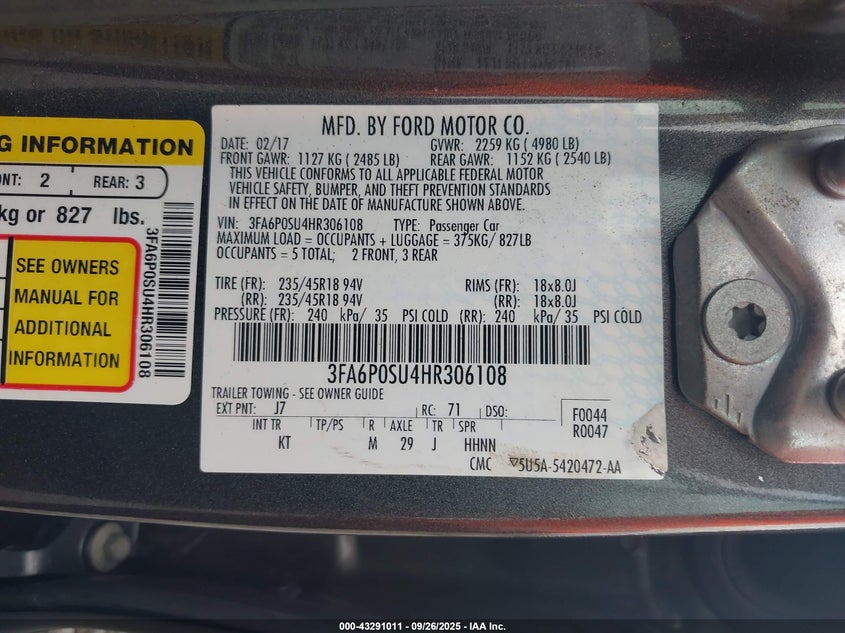 G INFORMATION
NT: 2 REAR: 3
kg or 827 lbs.
SEE OWNERS
MANUAL FOR
ADDITIONAL
INFORMATION
3FA6P0SU4HR306108
MFD. BY FORD MOTOR CO.
DATE: 02/17 GVWR: 2259 KG ( 4980 LB)
FRONT GAWR: 1127 KG ( 2485 LB) REAR GAWR: 1152 KG ( 2540 LB)
THIS VEHICLE CONFORMS TO ALL APPLICABLE FEDERAL MOTOR
VEHICLE SAFETY, BUMPER, AND THEFT PREVENTION STANDARDS
IN EFFECT ON THE DATE OF MANUFACTURE SHOWN ABOVE.
VIN: 3FA6P0SU4HR306108 TYPE: Passenger Car
MAXIMUM LOAD = OCCUPANTS + LUGGAGE = 375KG/ 827LB
OCCUPANTS = 5 TOTAL; 2 FRONT, 3 REAR
TIRE (FR): 235/45R18 94V RIMS (FR): 18x8.0J
(RR): 235/45R18 94V (RR): 18x8.0J
PRESSURE (FR): 240 kPa/ 35 PSI COLD (RR): 240 kPa/ 35 PSI COLD
3FA6P0SU4HR306108
TRAILER TOWING - SEE OWNER GUIDE
EXT PNT: J7 RC: 71 DSO: F0044
R0047
INT TR TP/PS R AXLE TR SPR
KT M 29 J HHNN
CMC ▽5U5A-5420472-AA
000-43291011 - 09/26/2025 - IAA Inc.